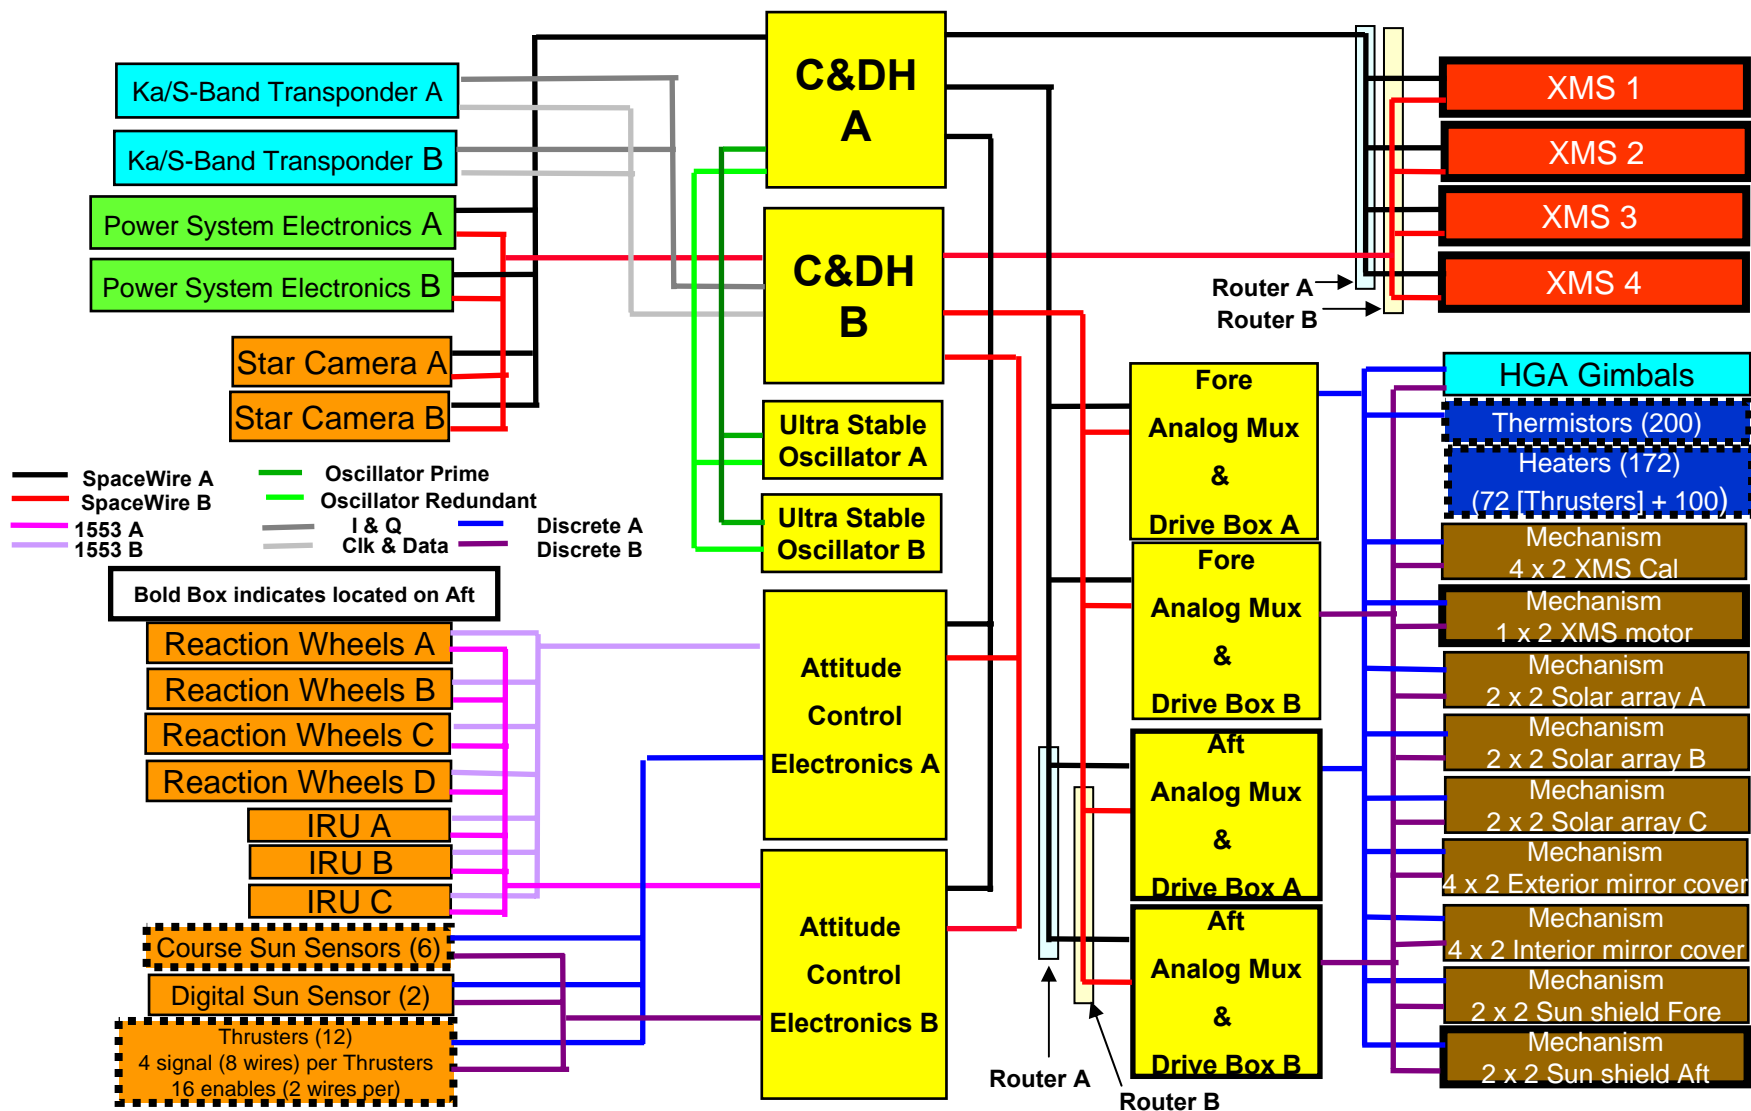 C&DH
A
C&DH
B
Ka/S-Band Transponder A
Ka/S-Band Transponder B
Power System Electronics A
Power System Electronics B
Star Camera A
Star Camera B
SpaceWire A
SpaceWire B
1553 A
1553 B
Oscillator Prime
Oscillator Redundant
I & Q
Clk & Data
Discrete A
Discrete B
Bold Box indicates located on Aft
Reaction Wheels A
Reaction Wheels B
Reaction Wheels C
Reaction Wheels D
IRU A
IRU B
IRU C
Course Sun Sensors (6)
Digital Sun Sensor (2)
Thrusters (12)
4 signal (8 wires) per Thrusters
16 enables (2 wires per)
Ultra Stable
Oscillator A
Ultra Stable
Oscillator B
Attitude
Control
Electronics A
Attitude
Control
Electronics B
Fore
Analog Mux
&
Drive Box A
Fore
Analog Mux
&
Drive Box B
Aft
Analog Mux
&
Drive Box A
Aft
Analog Mux
&
Drive Box B
Router A
Router B
Router A
Router B
XMS 1
XMS 2
XMS 3
XMS 4
HGA Gimbals
Thermistors (200)
Heaters (172)
(72 [Thrusters] + 100)
Mechanism
4 x 2 XMS Cal
Mechanism
1 x 2 XMS motor
Mechanism
2 x 2 Solar array A
Mechanism
2 x 2 Solar array B
Mechanism
2 x 2 Solar array C
Mechanism
4 x 2 Exterior mirror cover
Mechanism
4 x 2 Interior mirror cover
Mechanism
2 x 2 Sun shield Fore
Mechanism
2 x 2 Sun shield Aft